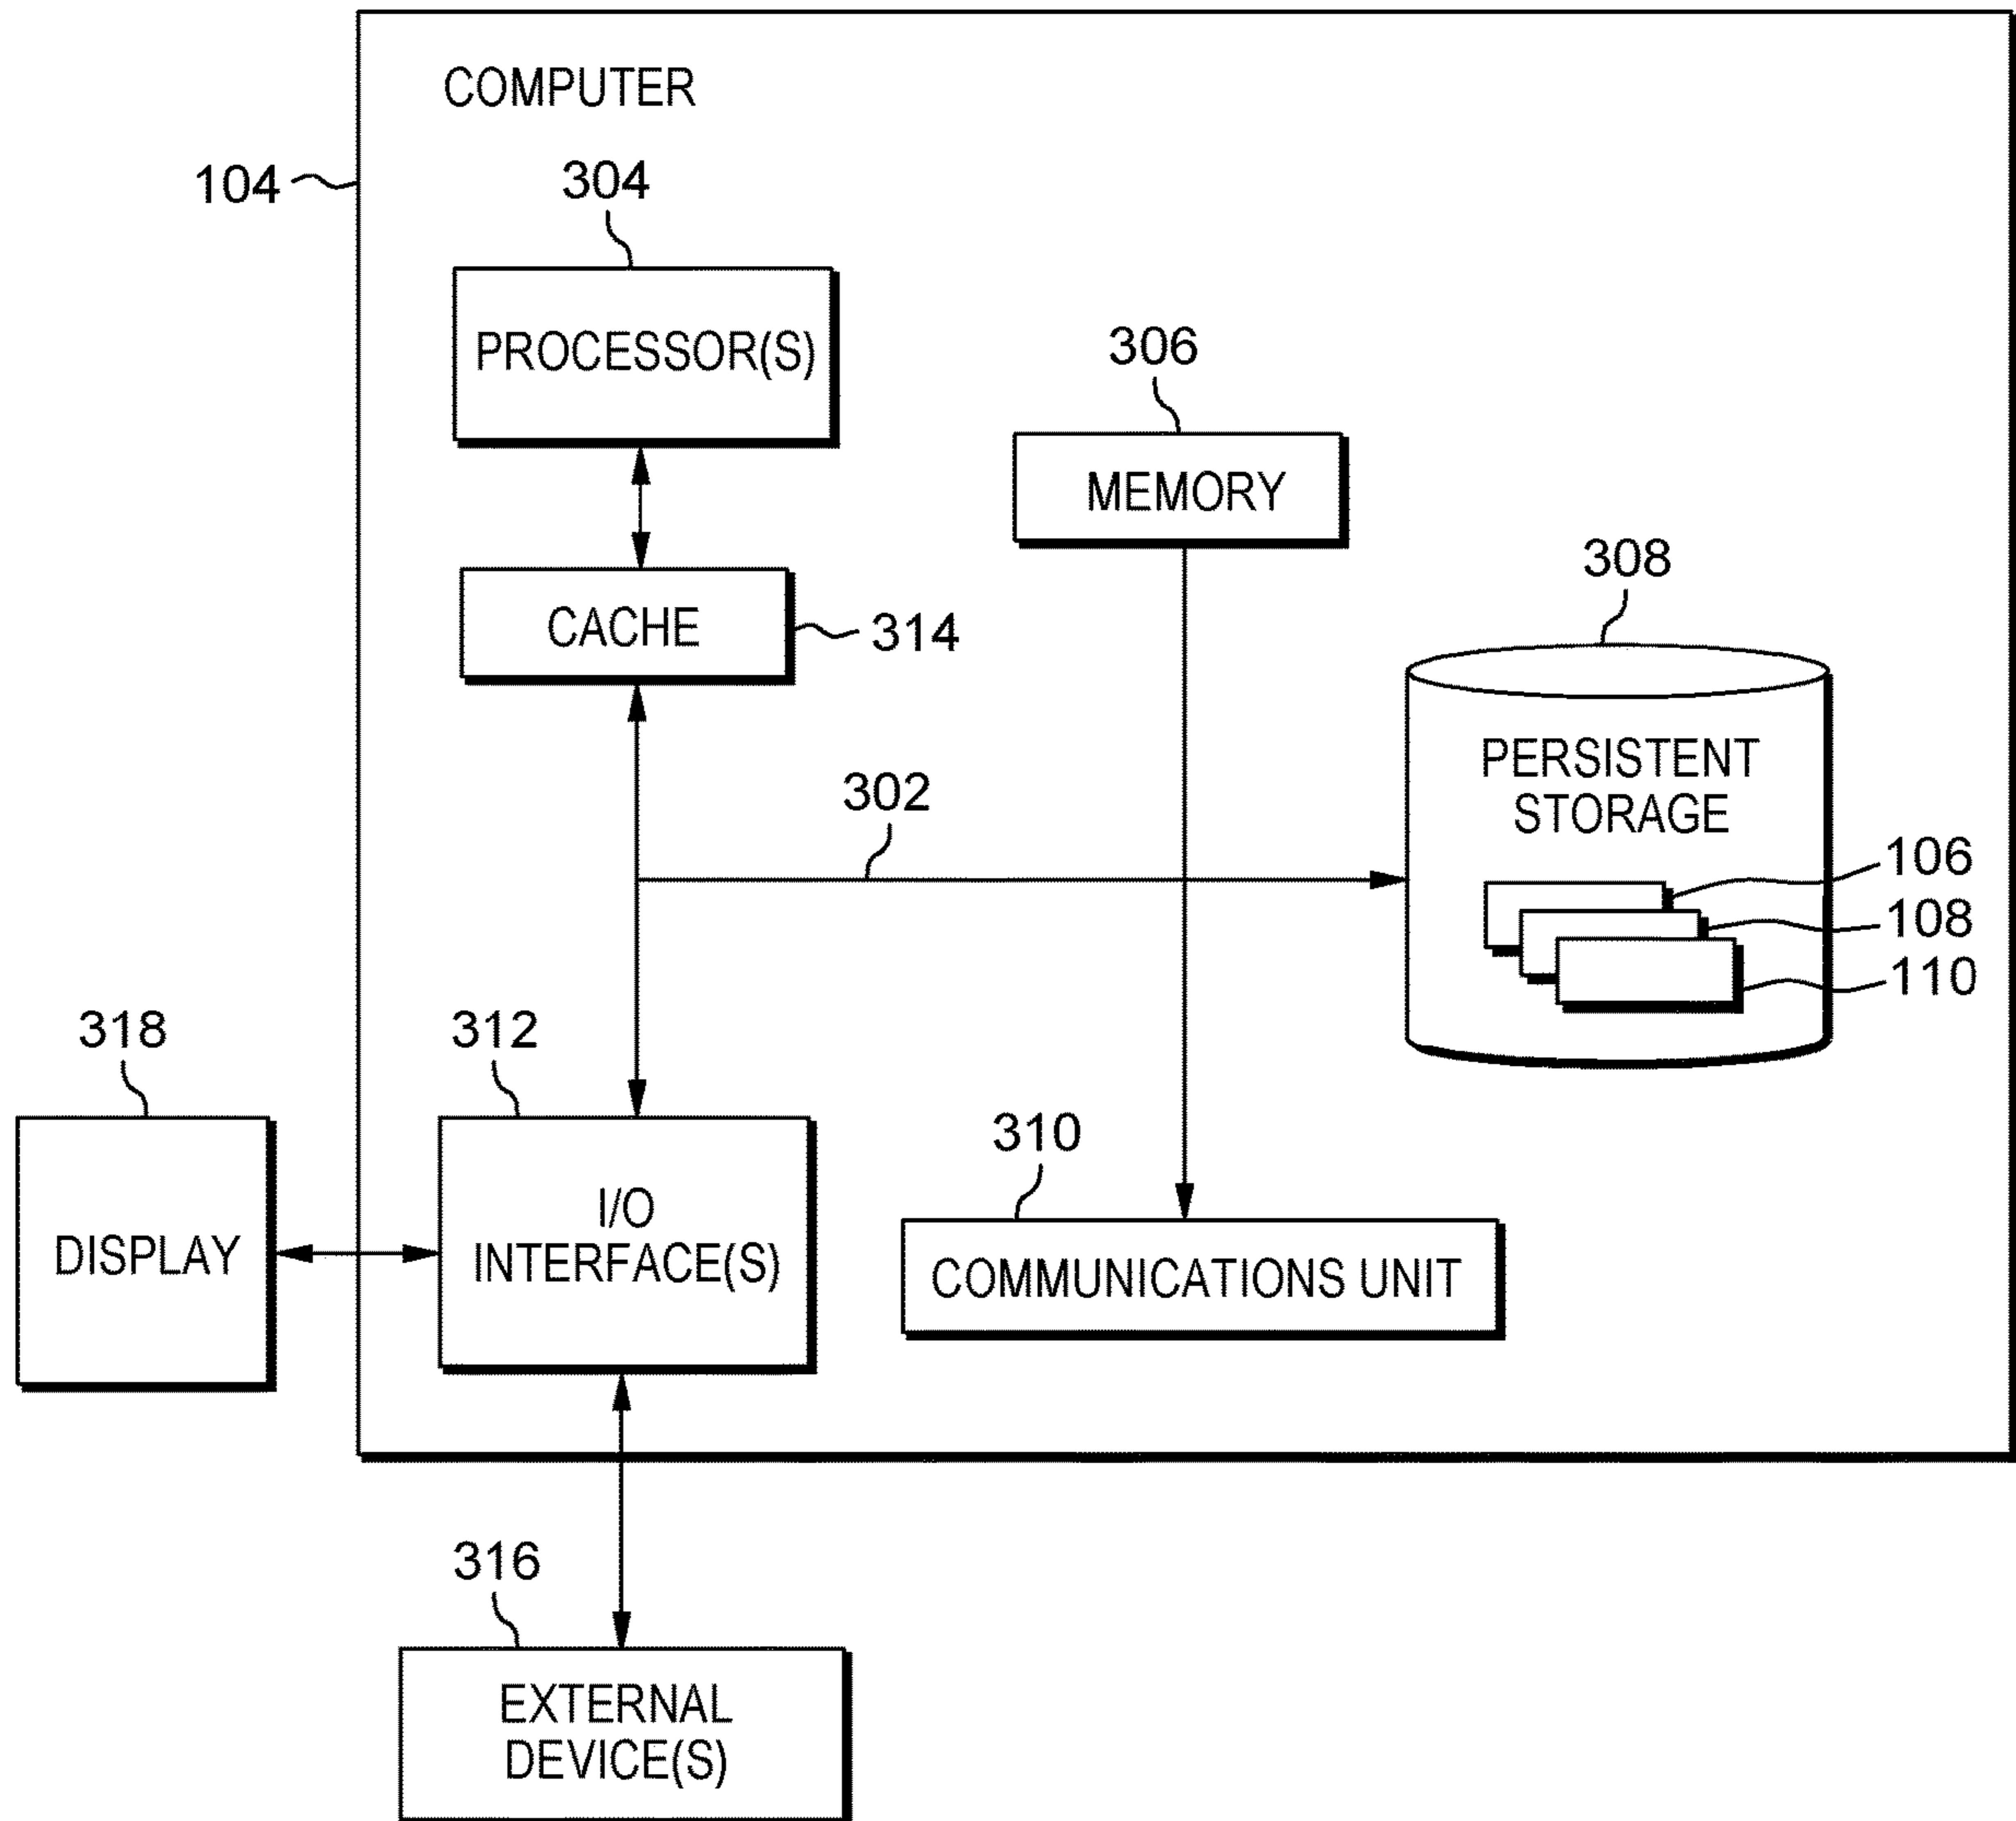 COMPUTER
104
304
PROCESSOR(S)
306
MEMORY
CACHE
314
308
PERSISTENT
STORAGE
302
106
108
110
318
312
310
DISPLAY
I/O
INTERFACE(S)
COMMUNICATIONS UNIT
316
EXTERNAL
DEVICE(S)